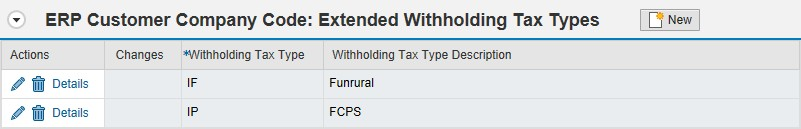 ERP Customer Company Code: Extended Withholding Tax Types New
Actions Changes *Withholding Tax Type Withholding Tax Type Description
Details IF Funrural
Details IP FCPS